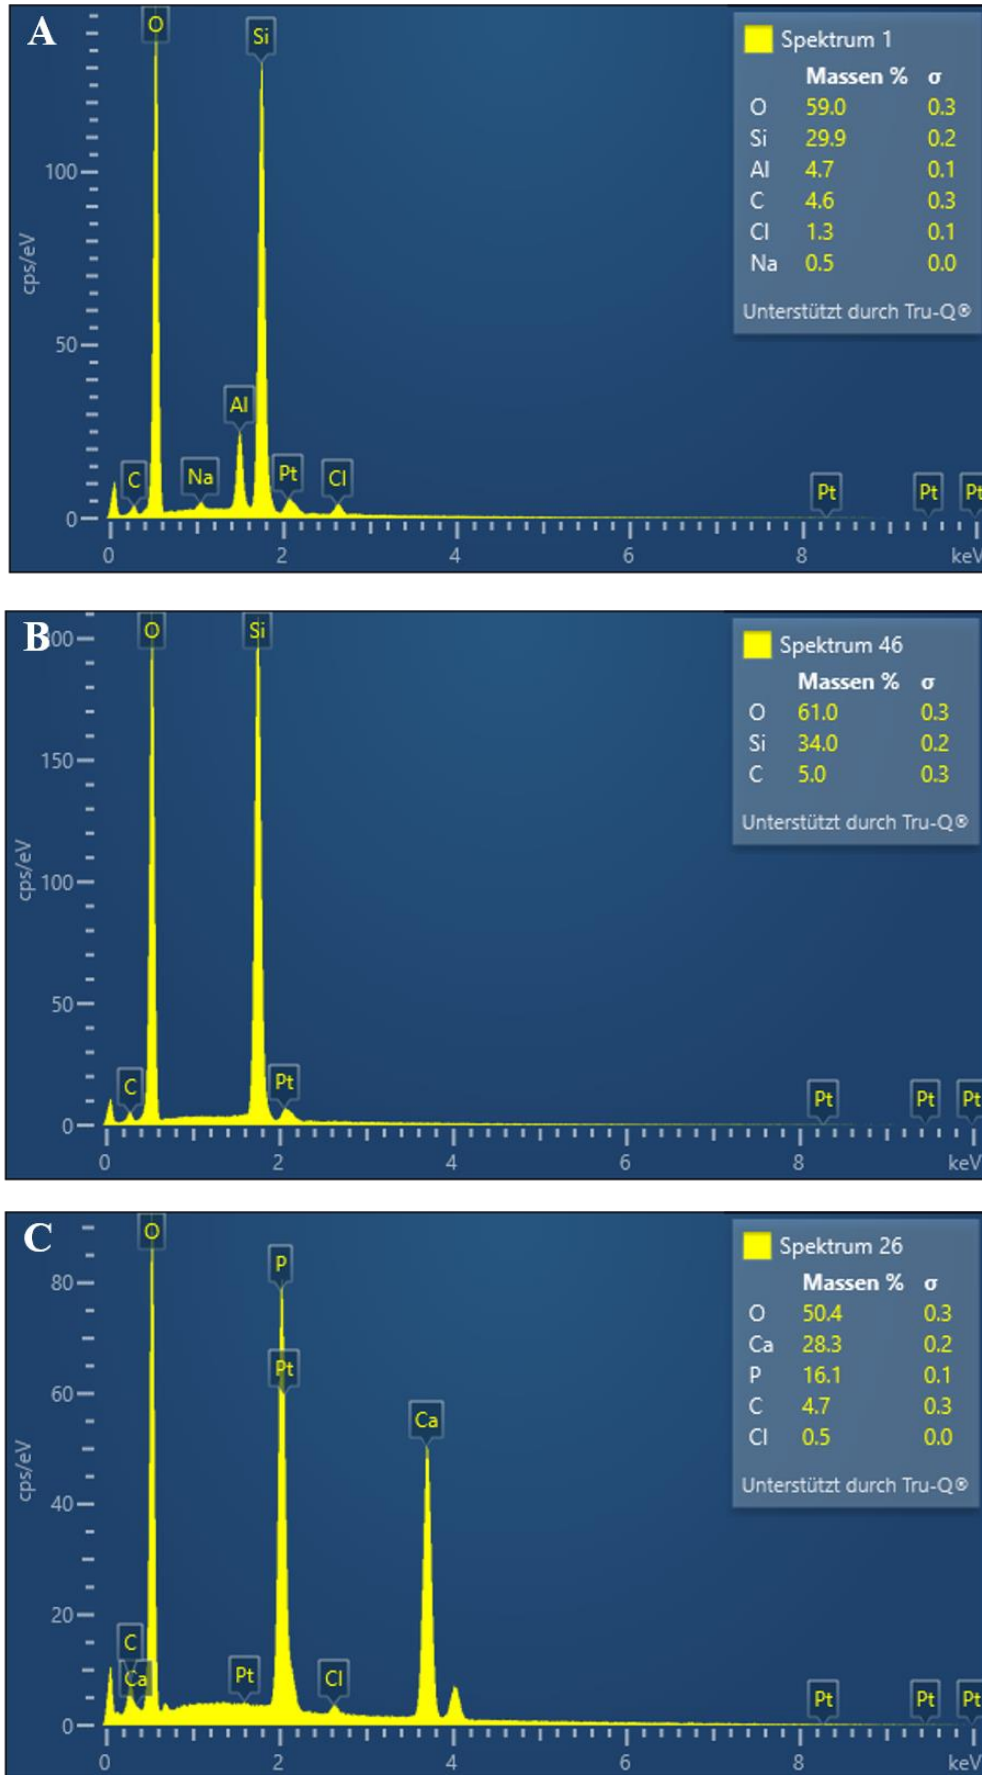 A
O
Si
Al
C
Na
Pt
Cl
Pt
Pt
Pt
100
50
0
cps/eV
0
2
4
6
8
keV
Spektrum 1
Massen % σ
O 59.0 0.3
Si 29.9 0.2
Al 4.7 0.1
C 4.6 0.3
Cl 1.3 0.1
Na 0.5 0.0
Unterstützt durch Tru-Q®
B
O
Si
C
Pt
Pt
Pt
Pt
150
100
50
0
cps/eV
0
2
4
6
8
keV
Spektrum 46
Massen % σ
O 61.0 0.3
Si 34.0 0.2
C 5.0 0.3
Unterstützt durch Tru-Q®
C
O
P
Pt
Ca
C
Ca
Pt
Cl
Pt
Pt
Pt
80
60
40
20
0
cps/eV
0
2
4
6
8
keV
Spektrum 26
Massen % σ
O 50.4 0.3
Ca 28.3 0.2
P 16.1 0.1
C 4.7 0.3
Cl 0.5 0.0
Unterstützt durch Tru-Q®